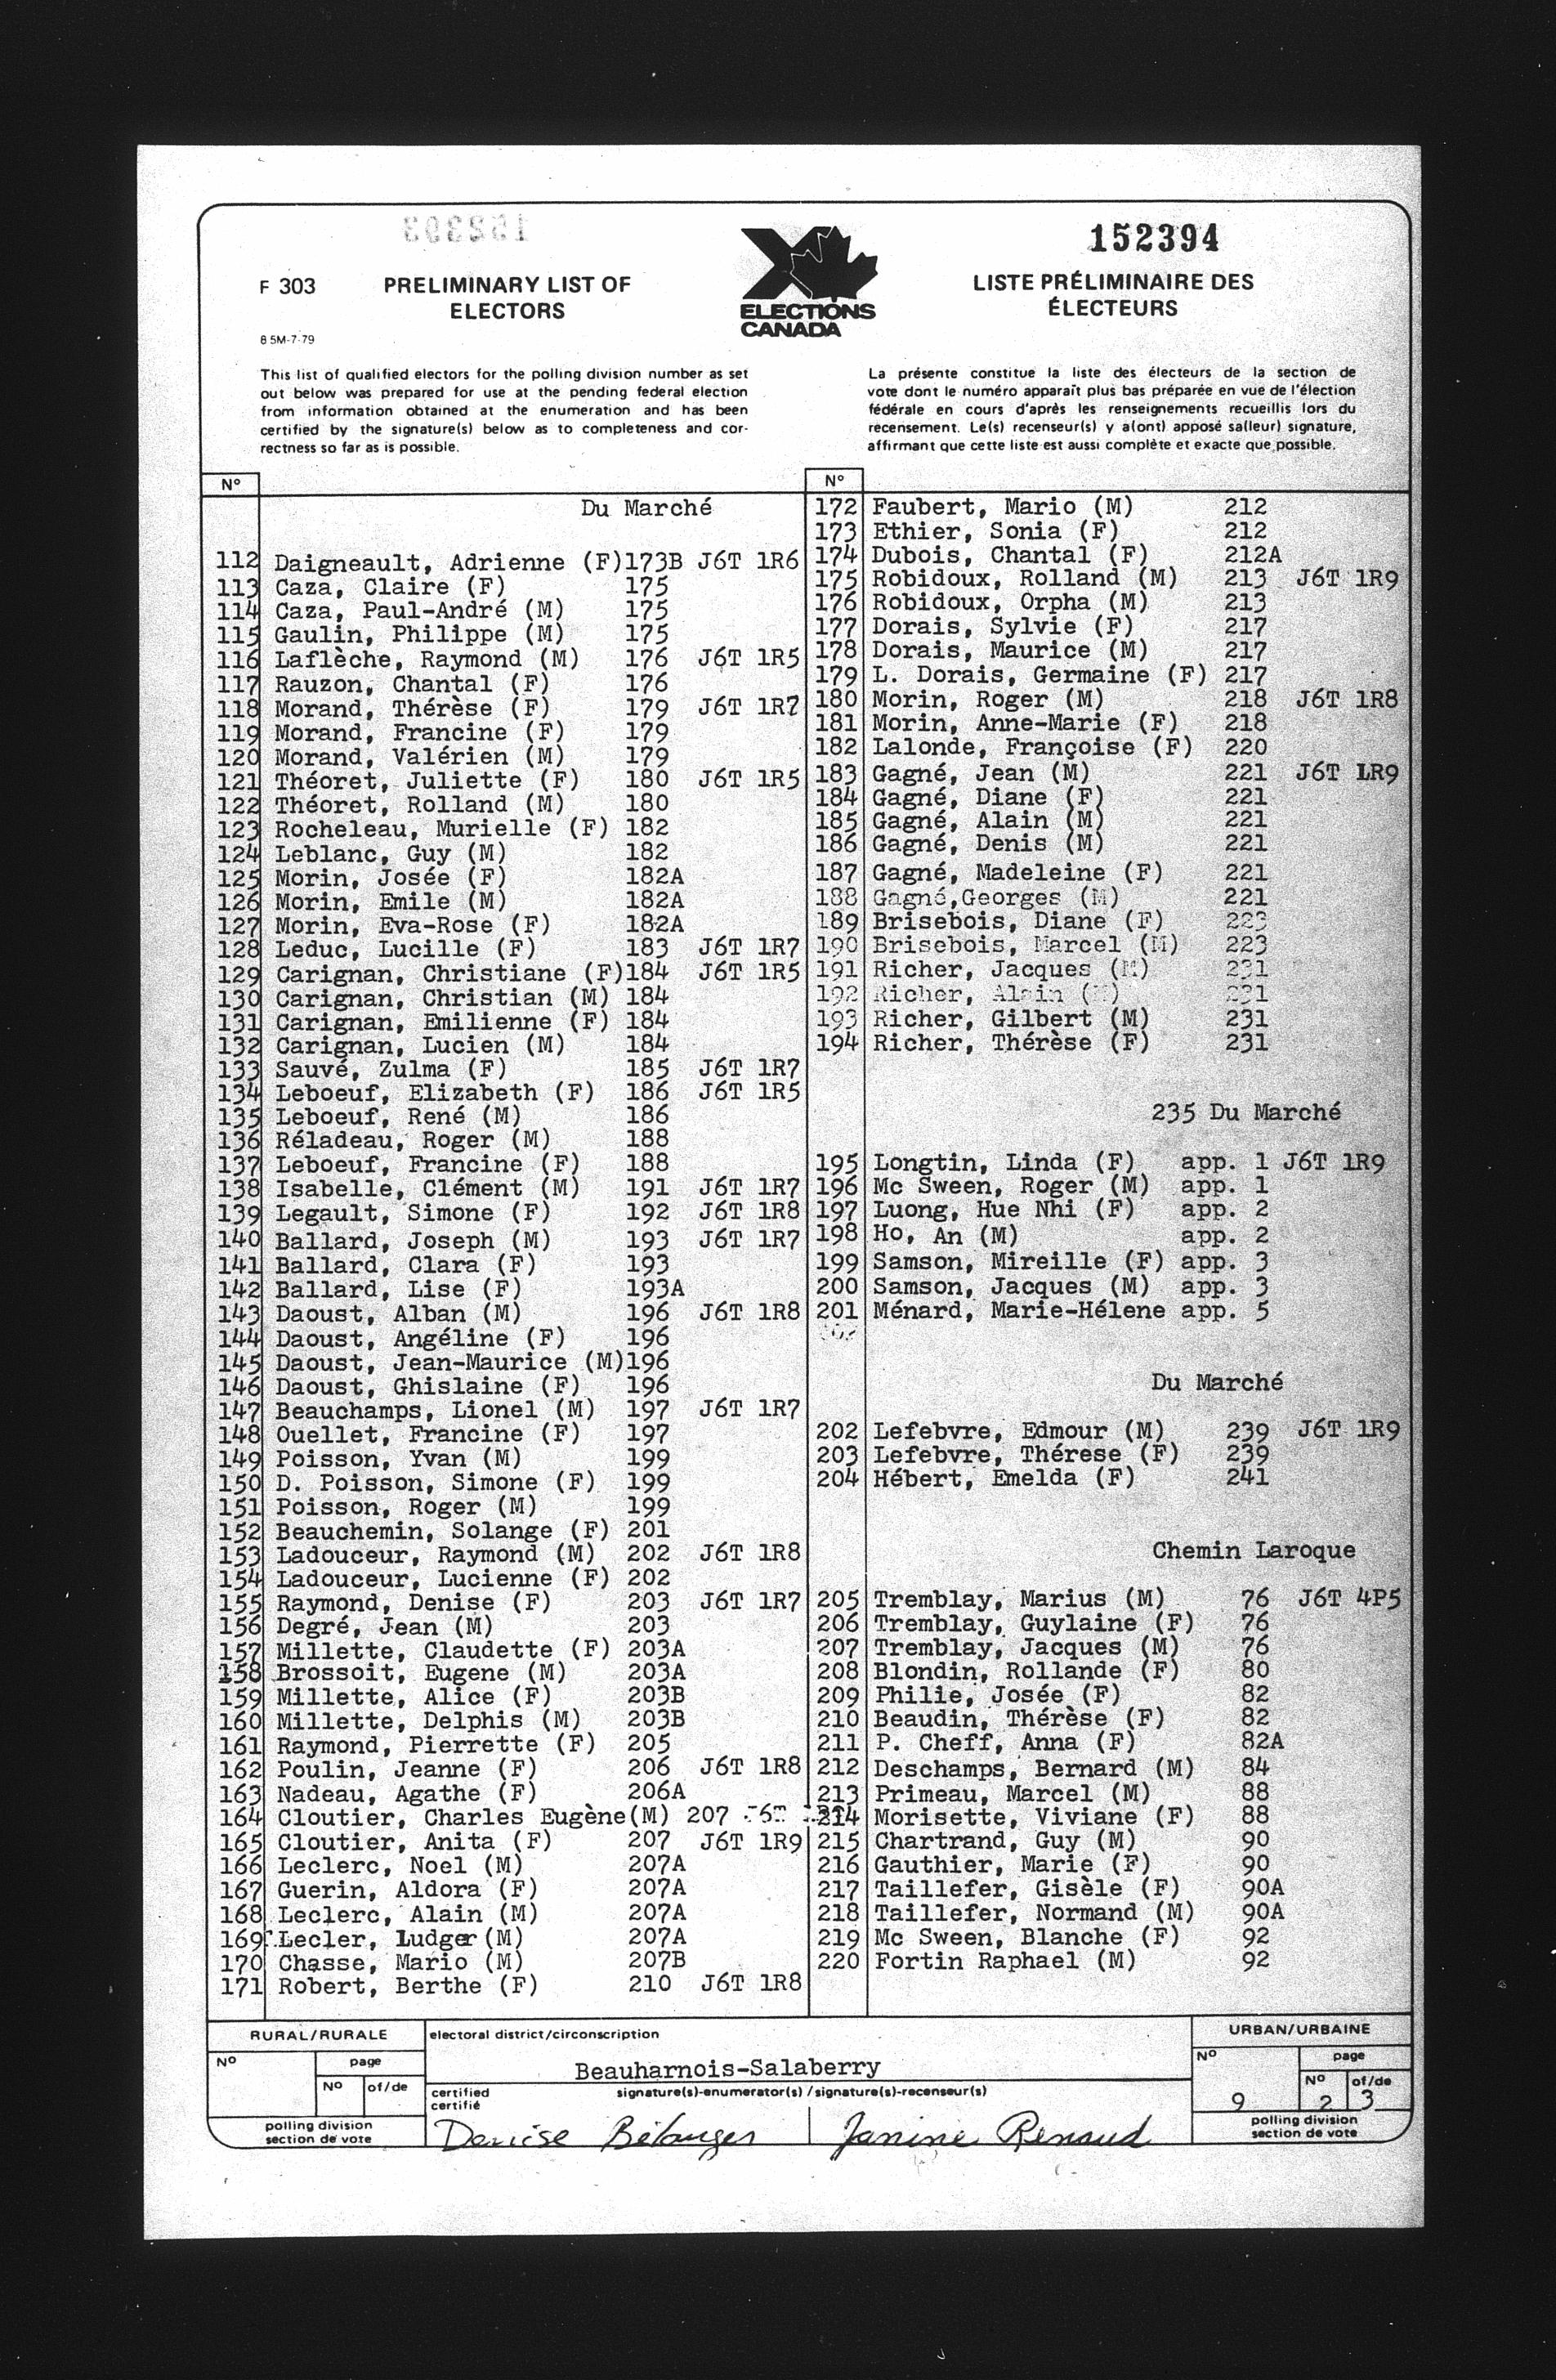 152394
F 303
PRELIMINARY LIST OF
ELECTORS
8 5M-7-79
ELECTIONS
CANADA
LISTE PRÉLIMINAIRE DES
ÉLECTEURS
This list of qualified electors for the polling division number as set
out below was prepared for use at the pending federal election
from information obtained at the enumeration and has been
certified by the signature(s) below as to completeness and cor-
rectness so far as is possible.
La présente constitue la liste des électeurs de la section de
vote dont le numéro apparaît plus bas préparée en vue de l'élection
fédérale en cours d'après les renseignements recueillis lors du
recensement. Le(s) recenseur(s) y a(ont) apposé sa(leur) signature,
affirmant que cette liste est aussi complète et exacte que possible.
Nº
Du Marché
112 Daigneault, Adrienne (F)173B J6T 1R6
113 Caza, Claire (F) 175
114 Caza, Paul-André (M) 175
115 Gaulin, Philippe (M) 175
116 Laflèche, Raymond (M) 176 J6T 1R5
117 Rauzon, Chantal (F) 176
118 Morand, Thérèse (F) 179 J6T 1R7
119 Morand, Francine (F) 179
120 Morand, Valérien (M) 179
121 Théoret, Juliette (F) 180 J6T 1R5
122 Théoret, Rolland (M) 180
123 Rocheleau, Murielle (F) 182
124 Leblanc, Guy (M) 182
125 Morin, Josée (F) 182A
126 Morin, Emile (M) 182A
127 Morin, Eva-Rose (F) 182A
128 Leduc, Lucille (F) 183 J6T 1R7
129 Carignan, Christiane (F)184 J6T 1R5
130 Carignan, Christian (M) 184
131 Carignan, Emilienne (F) 184
132 Carignan, Lucien (M) 184
133 Sauvé, Zulma (F) 185 J6T 1R7
134 Leboeuf, Elizabeth (F) 186 J6T 1R5
135 Leboeuf, René (M) 186
136 Réladeau, Roger (M) 188
137 Leboeuf, Francine (F) 188
138 Isabelle, Clément (M) 191 J6T 1R7
139 Legault, Simone (F) 192 J6T 1R8
140 Ballard, Joseph (M) 193 J6T 1R7
141 Ballard, Clara (F) 193
142 Ballard, Lise (F) 193A
143 Daoust, Alban (M) 196 J6T 1R8
144 Daoust, Angéline (F) 196
145 Daoust, Jean-Maurice (M)196
146 Daoust, Ghislaine (F) 196
147 Beauchamps, Lionel (M) 197 J6T 1R7
148 Ouellet, Francine (F) 197
149 Poisson, Yvan (M) 199
150 D. Poisson, Simone (F) 199
151 Poisson, Roger (M) 199
152 Beauchemin, Solange (F) 201
153 Ladouceur, Raymond (M) 202 J6T 1R8
154 Ladouceur, Lucienne (F) 202
155 Raymond, Denise (F) 203 J6T 1R7
156 Degré, Jean (M) 203
157 Millette, Claudette (F) 203A
158 Brossoit, Eugene (M) 203A
159 Millette, Alice (F) 203B
160 Millette, Delphis (M) 203B
161 Raymond, Pierrette (F) 205
162 Poulin, Jeanne (F) 206 J6T 1R8
163 Nadeau, Agathe (F) 206A
164 Cloutier, Charles Eugène(M) 207
165 Cloutier, Anita (F) 207 J6T 1R9
166 Leclerc, Noel (M) 207A
167 Guerin, Aldora (F) 207A
168 Leclerc, Alain (M) 207A
169 Lecler, Ludger (M) 207A
170 Chasse, Mario (M) 207B
171 Robert, Berthe (F) 210 J6T 1R8
Nº
172 Faubert, Mario (M) 212
173 Ethier, Sonia (F) 212
174 Dubois, Chantal (F) 212A
175 Robidoux, Rolland (M) 213 J6T 1R9
176 Robidoux, Orpha (M) 213
177 Dorais, Sylvie (F) 217
178 Dorais, Maurice (M) 217
179 L. Dorais, Germaine (F) 217
180 Morin, Roger (M) 218 J6T 1R8
181 Morin, Anne-Marie (F) 218
182 Lalonde, Françoise (F) 220
183 Gagné, Jean (M) 221 J6T LR9
184 Gagné, Diane (F) 221
185 Gagné, Alain (M) 221
186 Gagné, Denis (M) 221
187 Gagné, Madeleine (F) 221
188 Gagné,Georges (M) 221
189 Brisebois, Diane (F) 223
190 Brisebois, Marcel (M) 223
191 Richer, Jacques (M) 231
192 Richer, Alain (M) 231
193 Richer, Gilbert (M) 231
194 Richer, Thérèse (F) 231
235 Du Marché
195 Longtin, Linda (F) app. 1 J6T 1R9
196 Mc Sween, Roger (M) app. 1
197 Luong, Hue Nhi (F) app. 2
198 Ho, An (M) app. 2
199 Samson, Mireille (F) app. 3
200 Samson, Jacques (M) app. 3
201 Ménard, Marie-Hélene app. 5
Du Marché
202 Lefebvre, Edmour (M) 239 J6T 1R9
203 Lefebvre, Thérese (F) 239
204 Hébert, Emelda (F) 241
Chemin Laroque
205 Tremblay, Marius (M) 76 J6T 4P5
206 Tremblay, Guylaine (F) 76
207 Tremblay, Jacques (M) 76
208 Blondin, Rollande (F) 80
209 Philie, Josée (F) 82
210 Beaudin, Thérèse (F) 82
211 P. Cheff, Anna (F) 82A
212 Deschamps, Bernard (M) 84
213 Primeau, Marcel (M) 88
214 Morisette, Viviane (F) 88
215 Chartrand, Guy (M) 90
216 Gauthier, Marie (F) 90
217 Taillefer, Gisèle (F) 90A
218 Taillefer, Normand (M) 90A
219 Mc Sween, Blanche (F) 92
220 Fortin Raphael (M) 92
RURAL/RURALE
Nº
page
Nº of/de
polling division
section de vote
electoral district/circonscription
Beauharnois-Salaberry
certified
certifié
signature(s)-enumerator(s) /signature(s)-recenseur(s)
Denise Bélanger Janine Renaud
URBAN/URBAINE
Nº
page
Nº of/de
9 2 3
polling division
section de vote